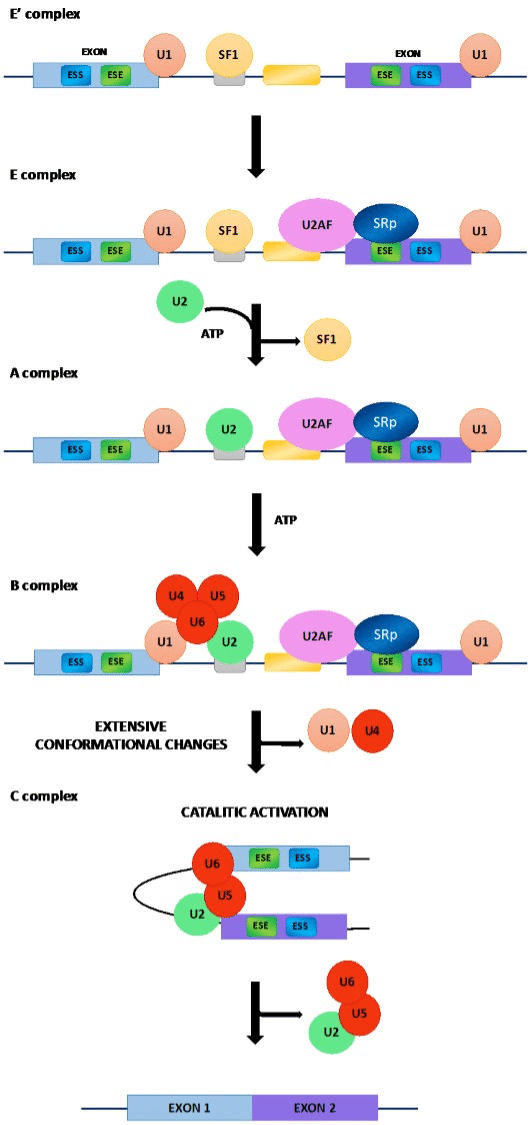 E' complex
EXON
EXON
U1
SF1
U1
ESS
ESE
ESE
ESS
E complex
U1
SF1
U2AF
SRp
U1
ESS
ESE
ESE
ESS
U2
ATP
SF1
A complex
U1
U2
U2AF
SRp
U1
ESS
ESE
ESE
ESS
ATP
B complex
U4
U5
U6
U1
U2
U2AF
SRp
U1
ESS
ESE
ESE
ESS
EXTENSIVE
CONFORMATIONAL CHANGES
U1
U4
C complex
CATALITIC ACTIVATION
U6
ESE
ESS
U5
U2
ESE
ESS
U6
U5
U2
EXON 1
EXON 2